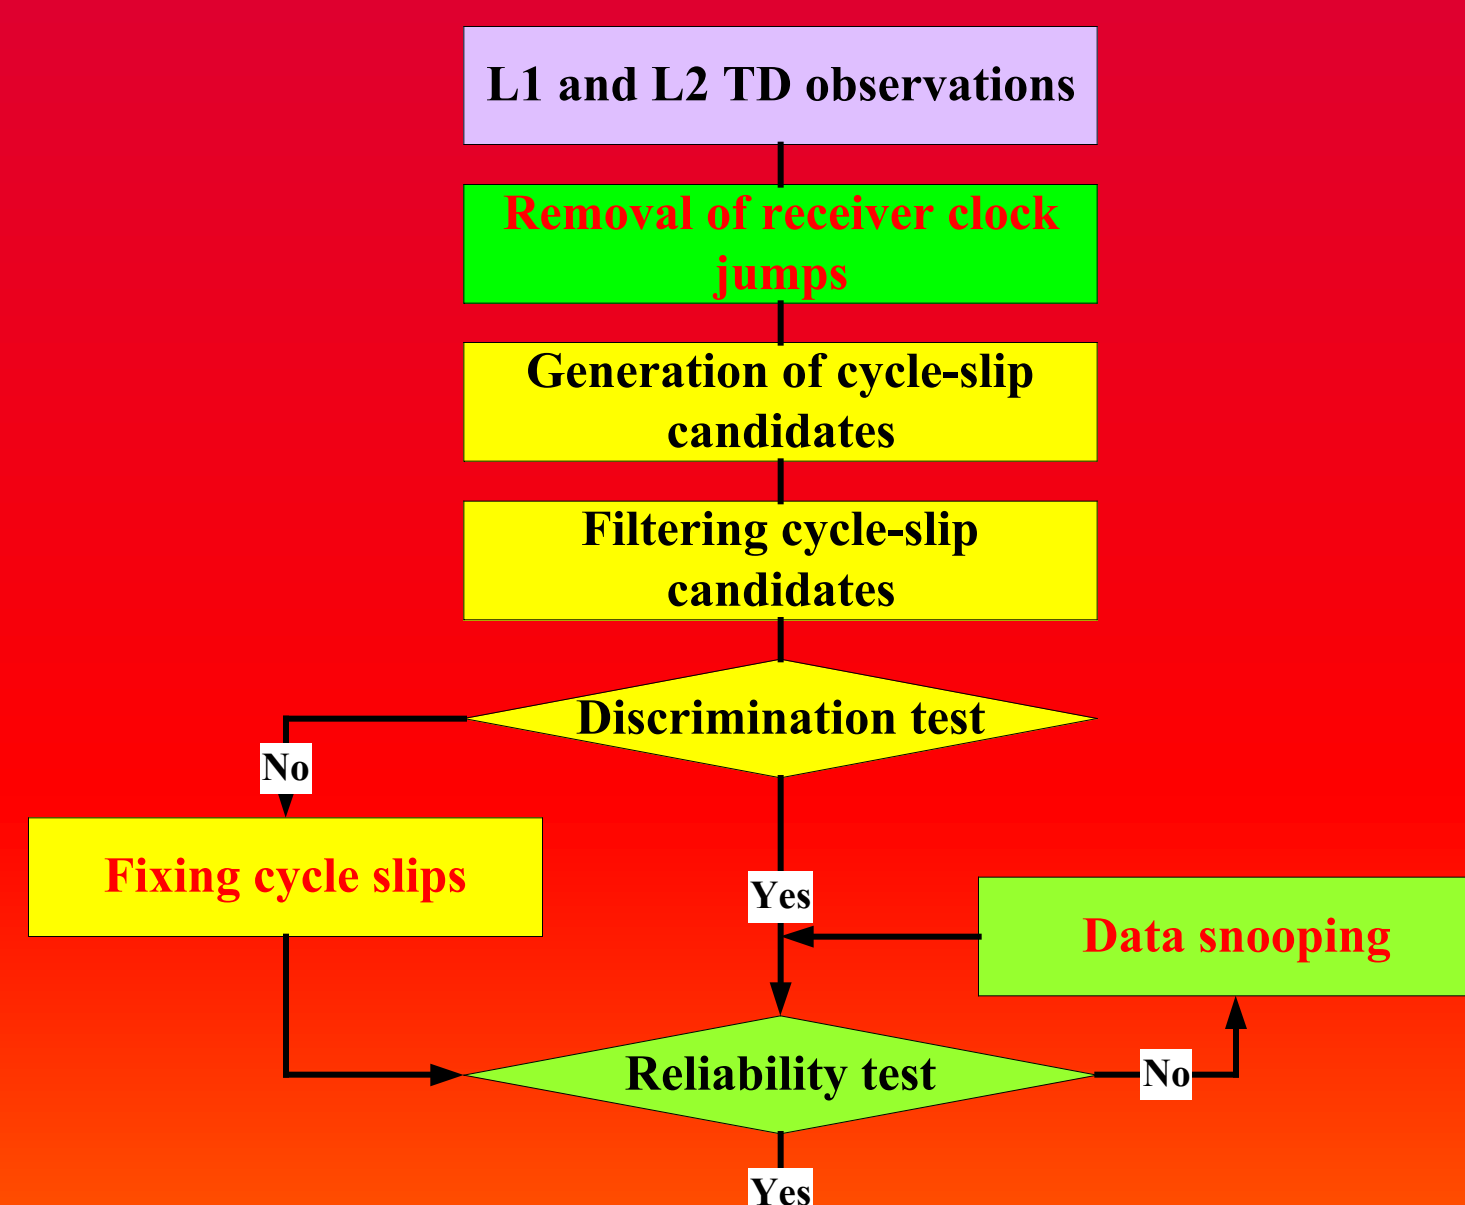 L1 and L2 TD observations
Removal of receiver clock
jumps
Generation of cycle-slip
candidates
Filtering cycle-slip
candidates
Discrimination test
No
Fixing cycle slips
Yes
Data snooping
Reliability test
No
Yes